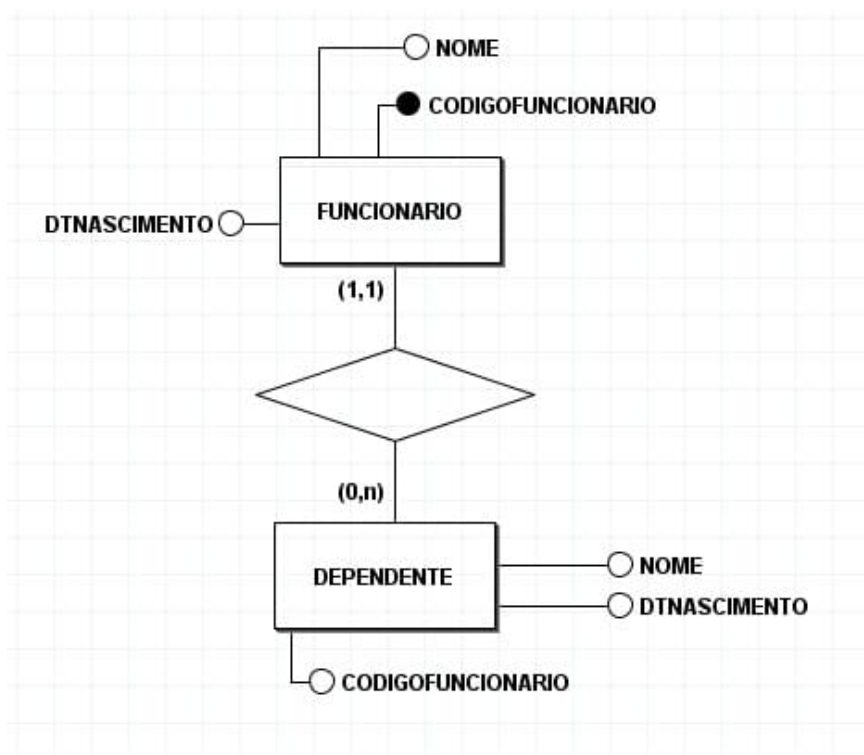 NOME
CODIGOFUNCIONARIO
FUNCIONARIO
DTNASCIMENTO
(1,1)
(0,n)
DEPENDENTE
NOME
DTNASCIMENTO
CODIGOFUNCIONARIO